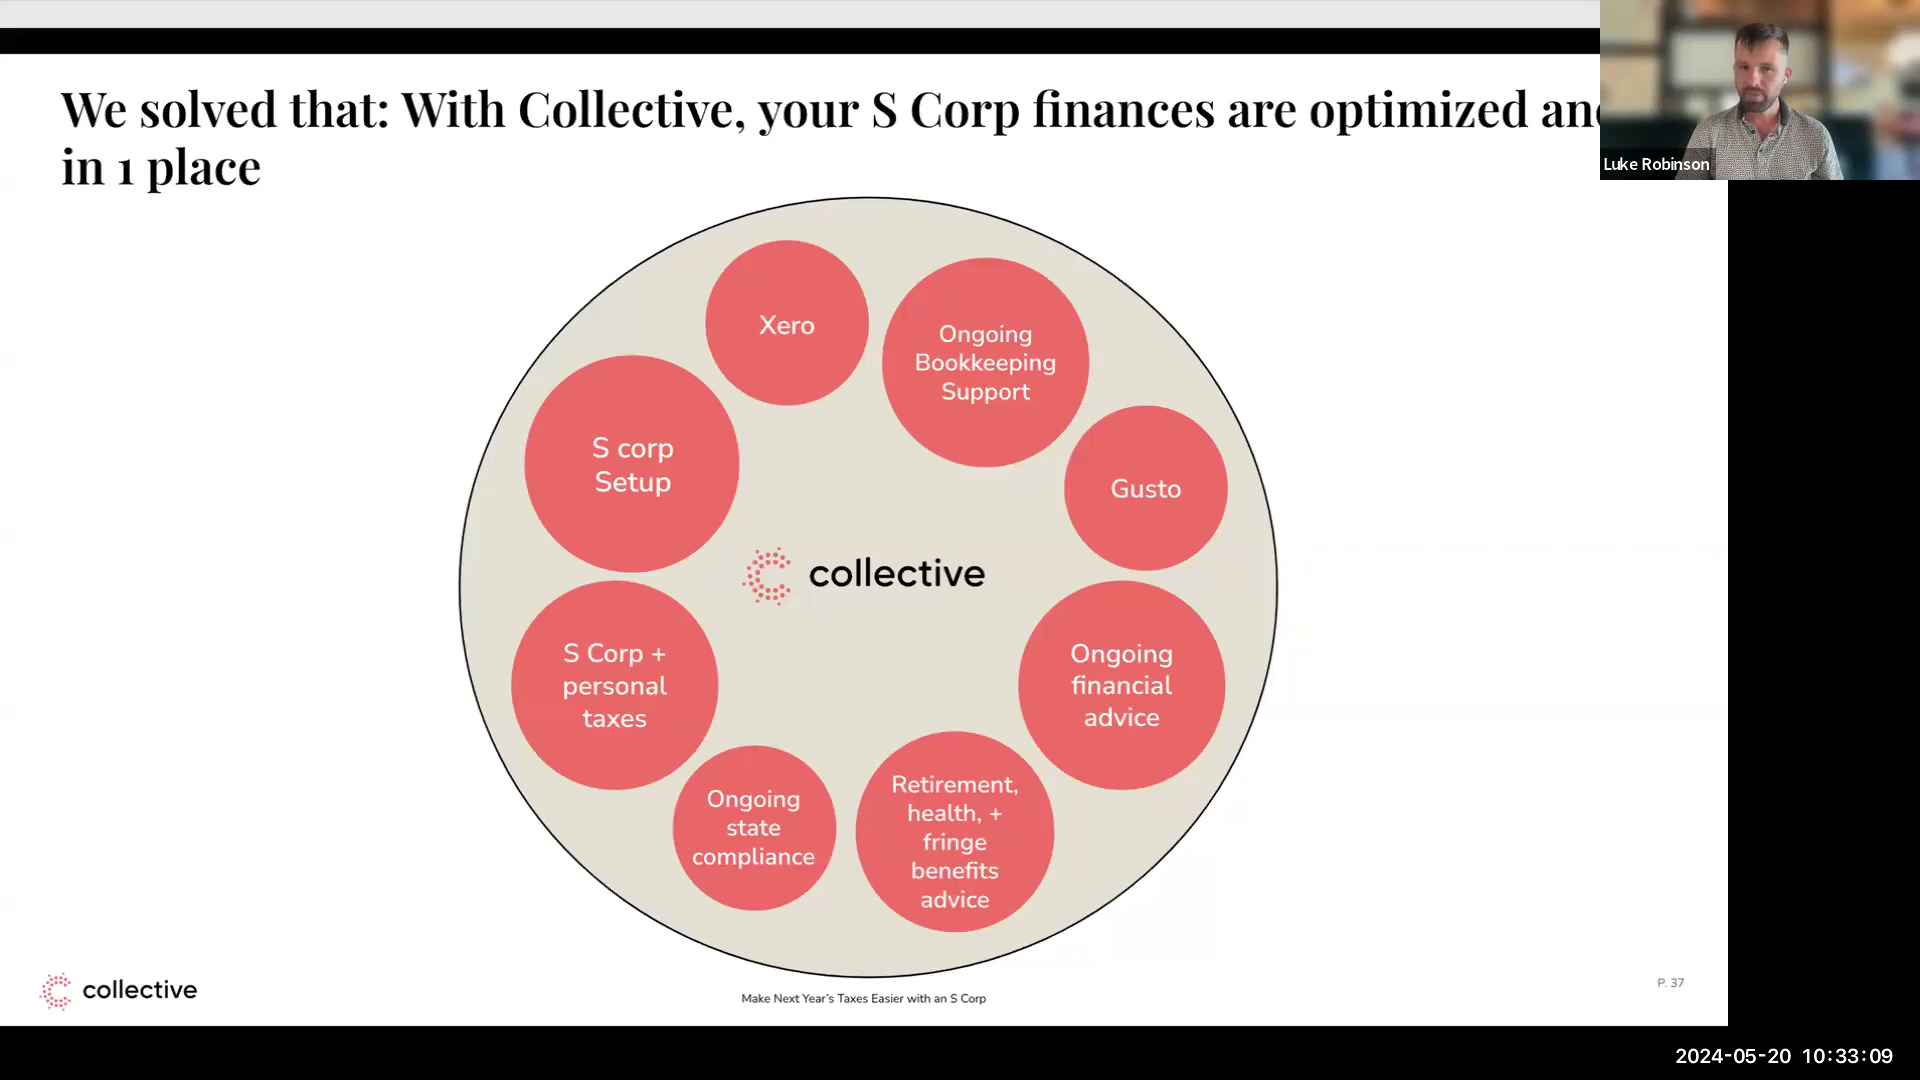 We solved that: With Collective, your S Corp finances are optimized
in 1 place
Luke Robinson
Xero
Ongoing
Bookkeeping
Support
S corp
Setup
Gusto
collective
S Corp +
personal
taxes
Ongoing
financial
advice
Ongoing
state
compliance
Retirement,
health, +
fringe
benefits
advice
collective
Make Next Year's Taxes Easier with an S Corp
P. 37
2024-05-20 10:33:09